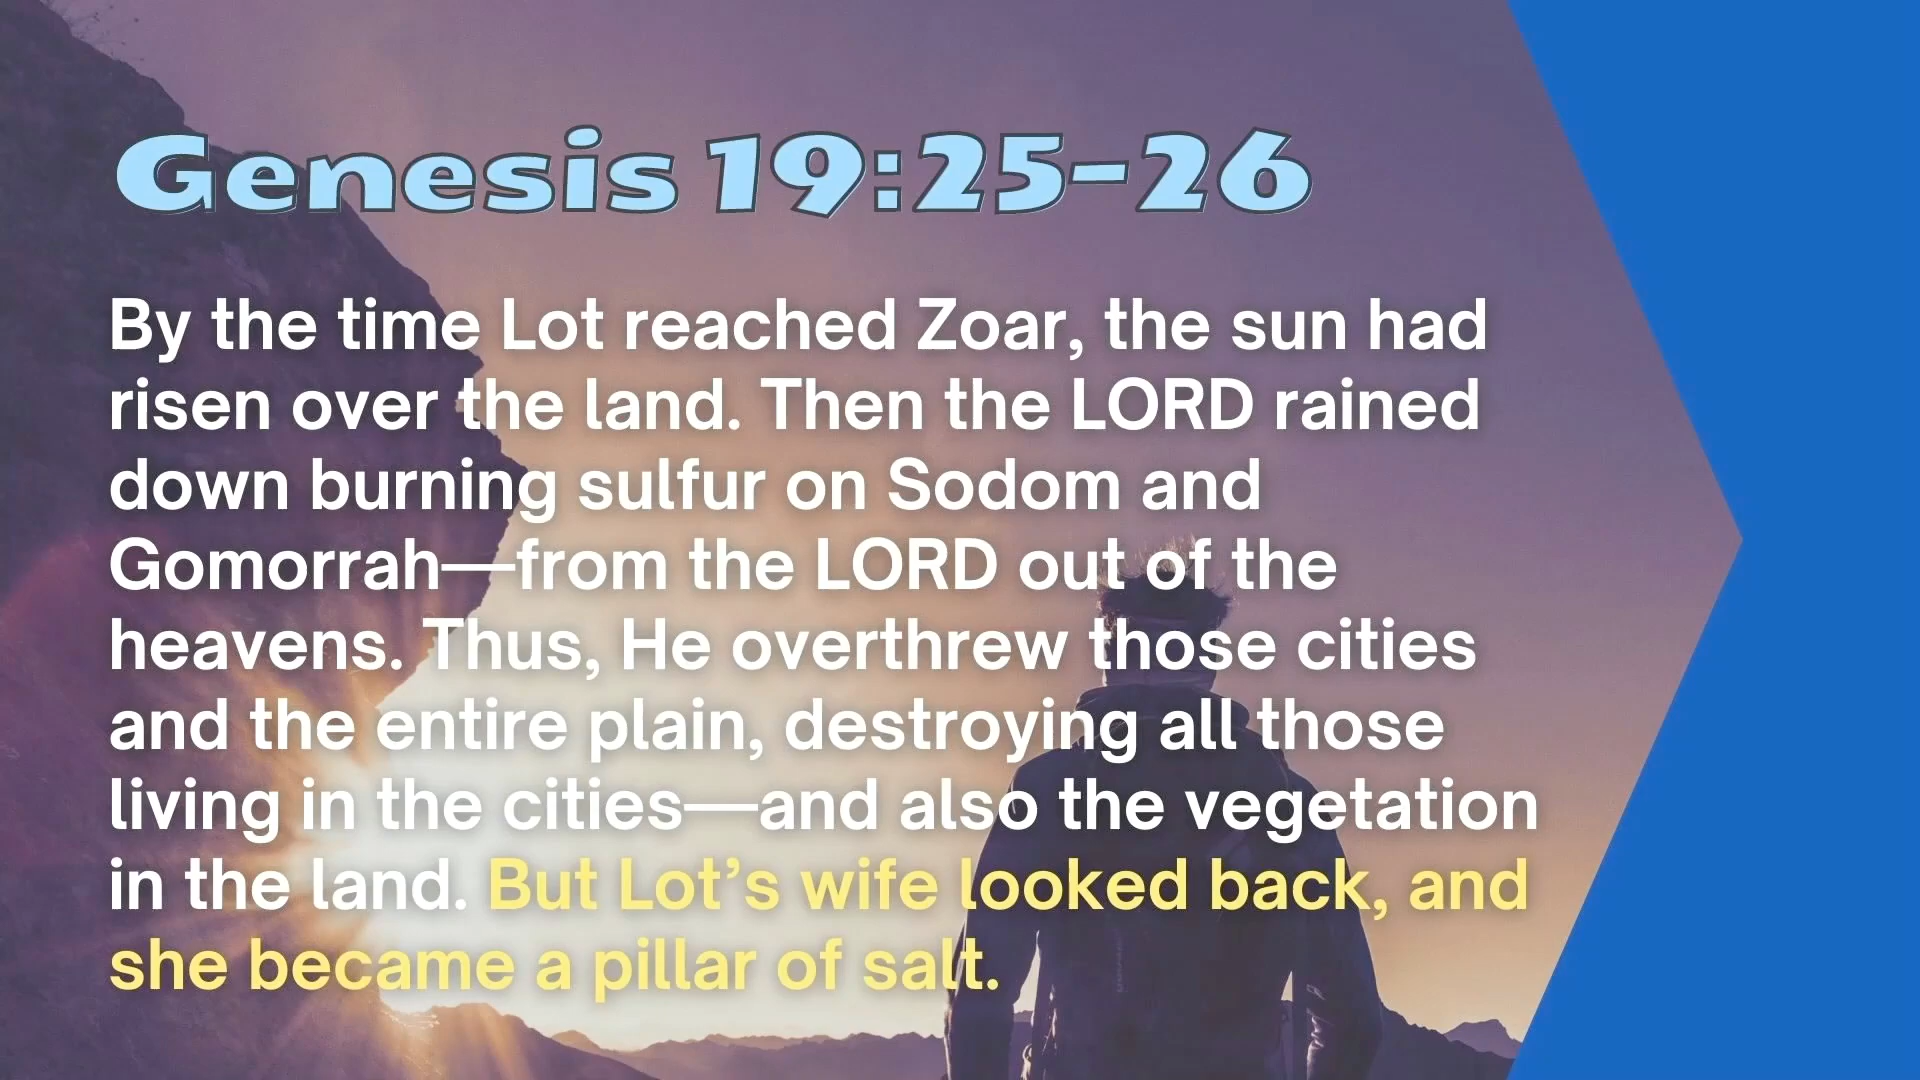 Genesis 19:25-26
By the time Lot reached Zoar, the sun had
risen over the land. Then the LORD rained
down burning sulfur on Sodom and
Gomorrah—from the LORD out of the
heavens. Thus, He overthrew those cities
and the entire plain, destroying all those
living in the cities—and also the vegetation
in the land. But Lot’s wife looked back, and
she became a pillar of salt.